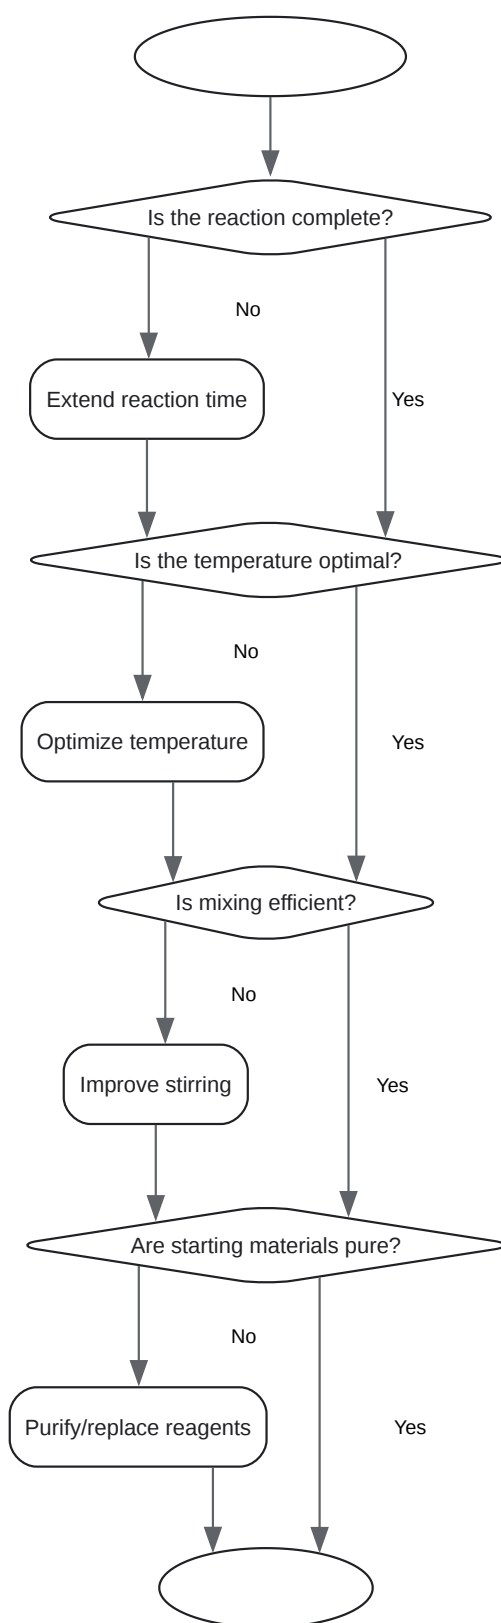 Is the reaction complete?
No
Extend reaction time
Yes
Is the temperature optimal?
No
Optimize temperature
Yes
Is mixing efficient?
No
Improve stirring
Yes
Are starting materials pure?
No
Purify/replace reagents
Yes